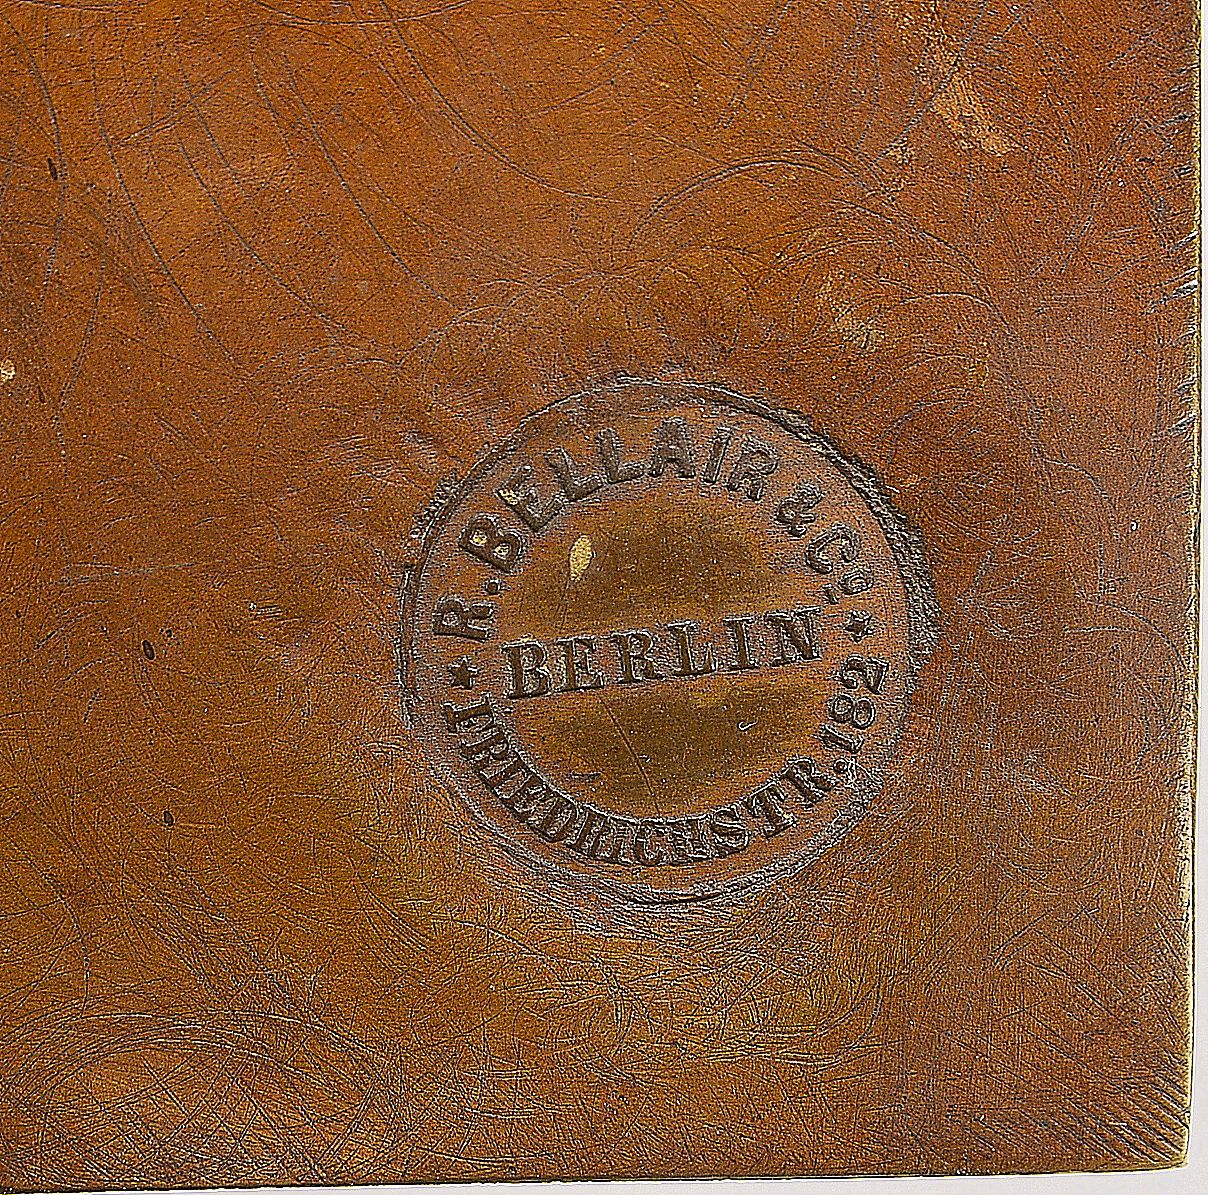 R. BELLAIR & Co.
BERLIN
FRIEDRICHSTR. 182